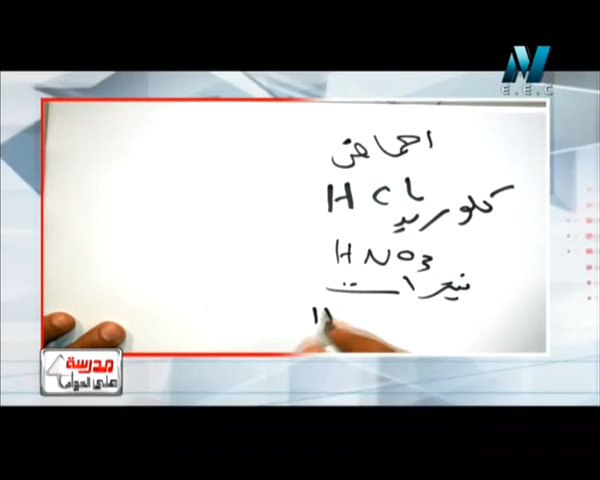 E.E.C
احماض
HCL
كلوريد
HNO3
نيترات
مدرسة
على الهواء